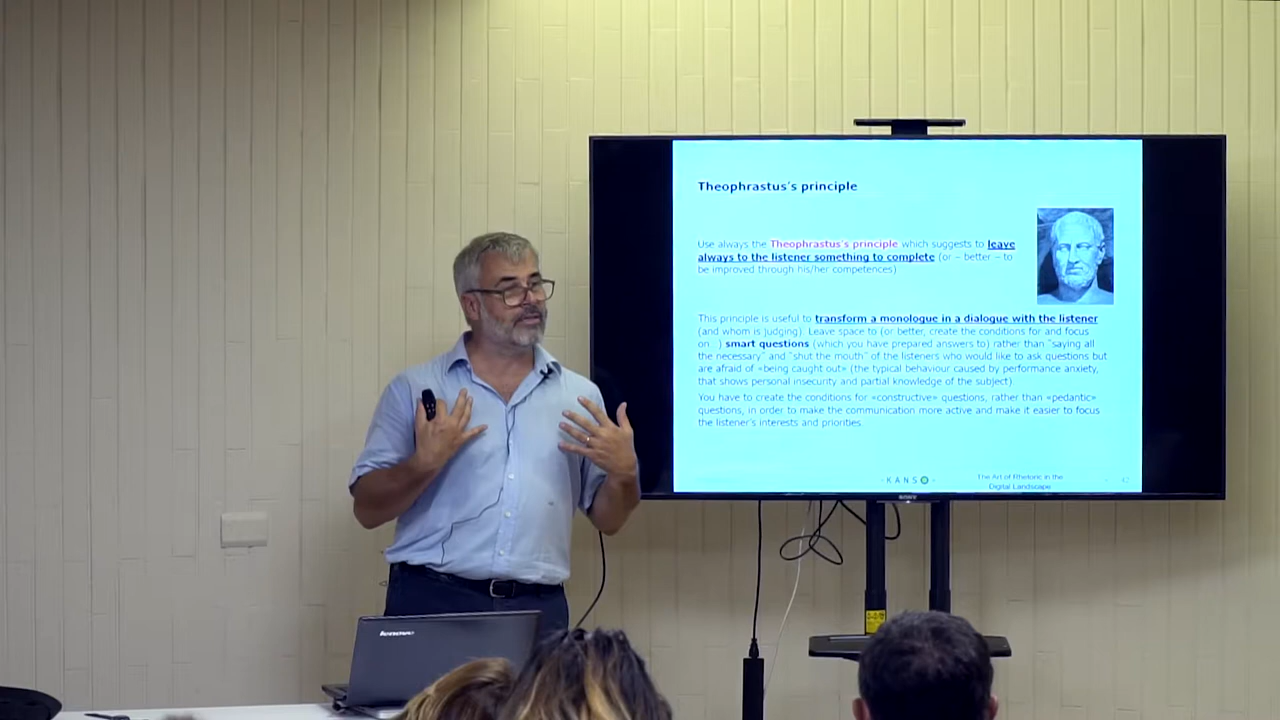 Theophrastus's principle
Use always the Theophrastus's principle which suggests to leave
always to the listener something to complete (or – better – to
be improved through his/her competences)
This principle is useful to transform a monologue in a dialogue with the listener
(and whom is judging). Leave space to (or better, create the conditions for and focus
on...) smart questions (which you have prepared answers to) rather than "saying all
the necessary" and "shut the mouth" of the listeners who would like to ask questions but
are afraid of «being caught out» (the typical behaviour caused by performance anxiety,
that shows personal insecurity and partial knowledge of the subject).
You have to create the conditions for «constructive» questions, rather than «pedantic»
questions, in order to make the communication more active and make it easier to focus
the listener's interests and priorities.
- KANSO -
The Art of Rhetoric in the
Digital Landscape
SONY
Lenovo